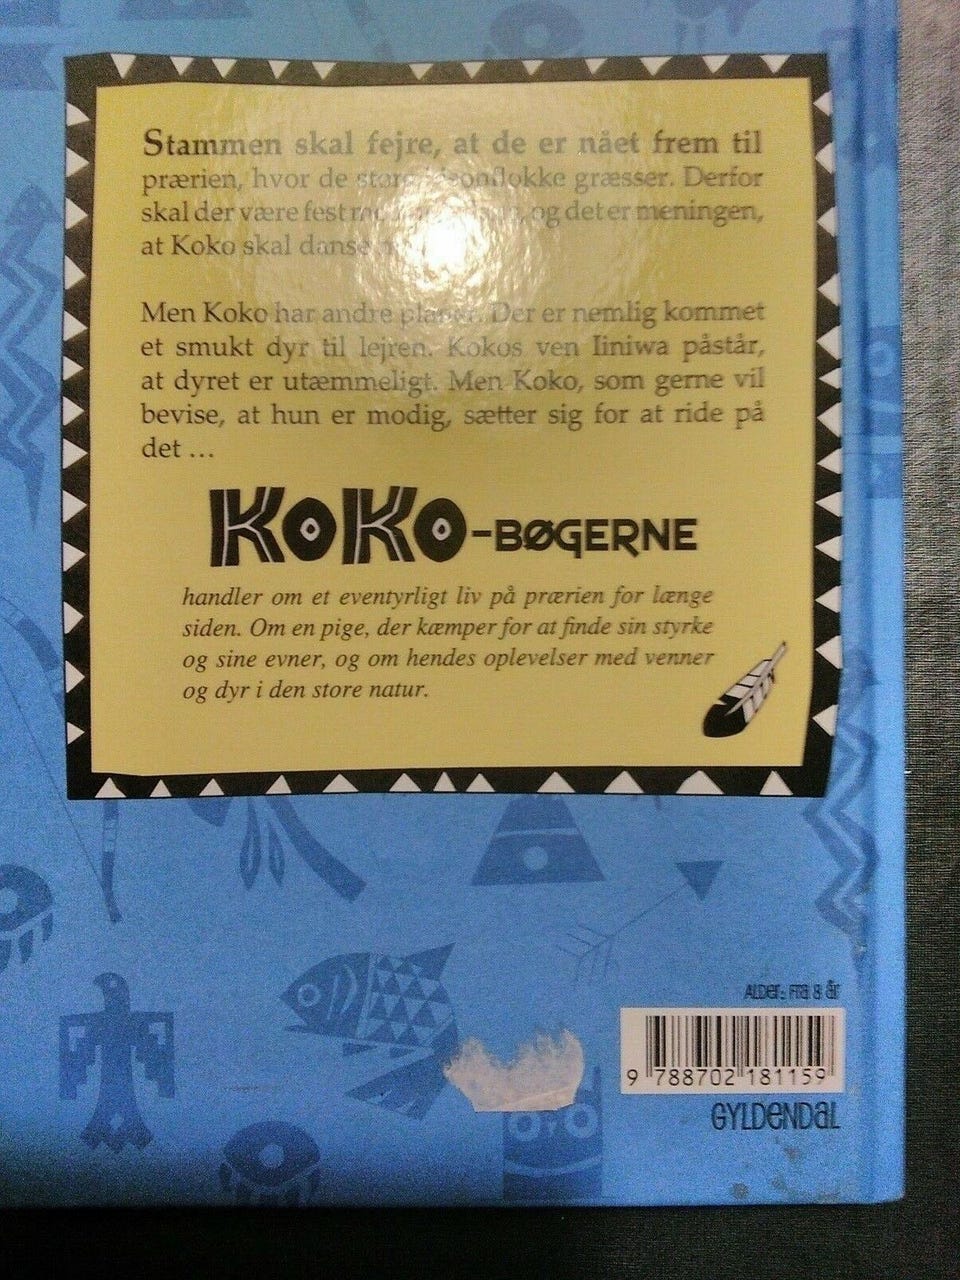 Stammen skal fejre, at de er nået frem til
prærien, hvor de store bisonflokke græsser. Derfor
skal der være fest og det er meningen,
at Koko skal danse
Men Koko har andre planer. Der er nemlig kommet
et smukt dyr til lejren. Kokos ven Iiniwa påstår,
at dyret er utæmmeligt. Men Koko, som gerne vil
bevise, at hun er modig, sætter sig for at ride på
det ...
KOKO-BØGERNE
handler om et eventyrligt liv på prærien for længe
siden. Om en pige, der kæmper for at finde sin styrke
og sine evner, og om hendes oplevelser med venner
og dyr i den store natur.
ALDer: Fra 8 år
9 788702 181159
GYLDENDAL